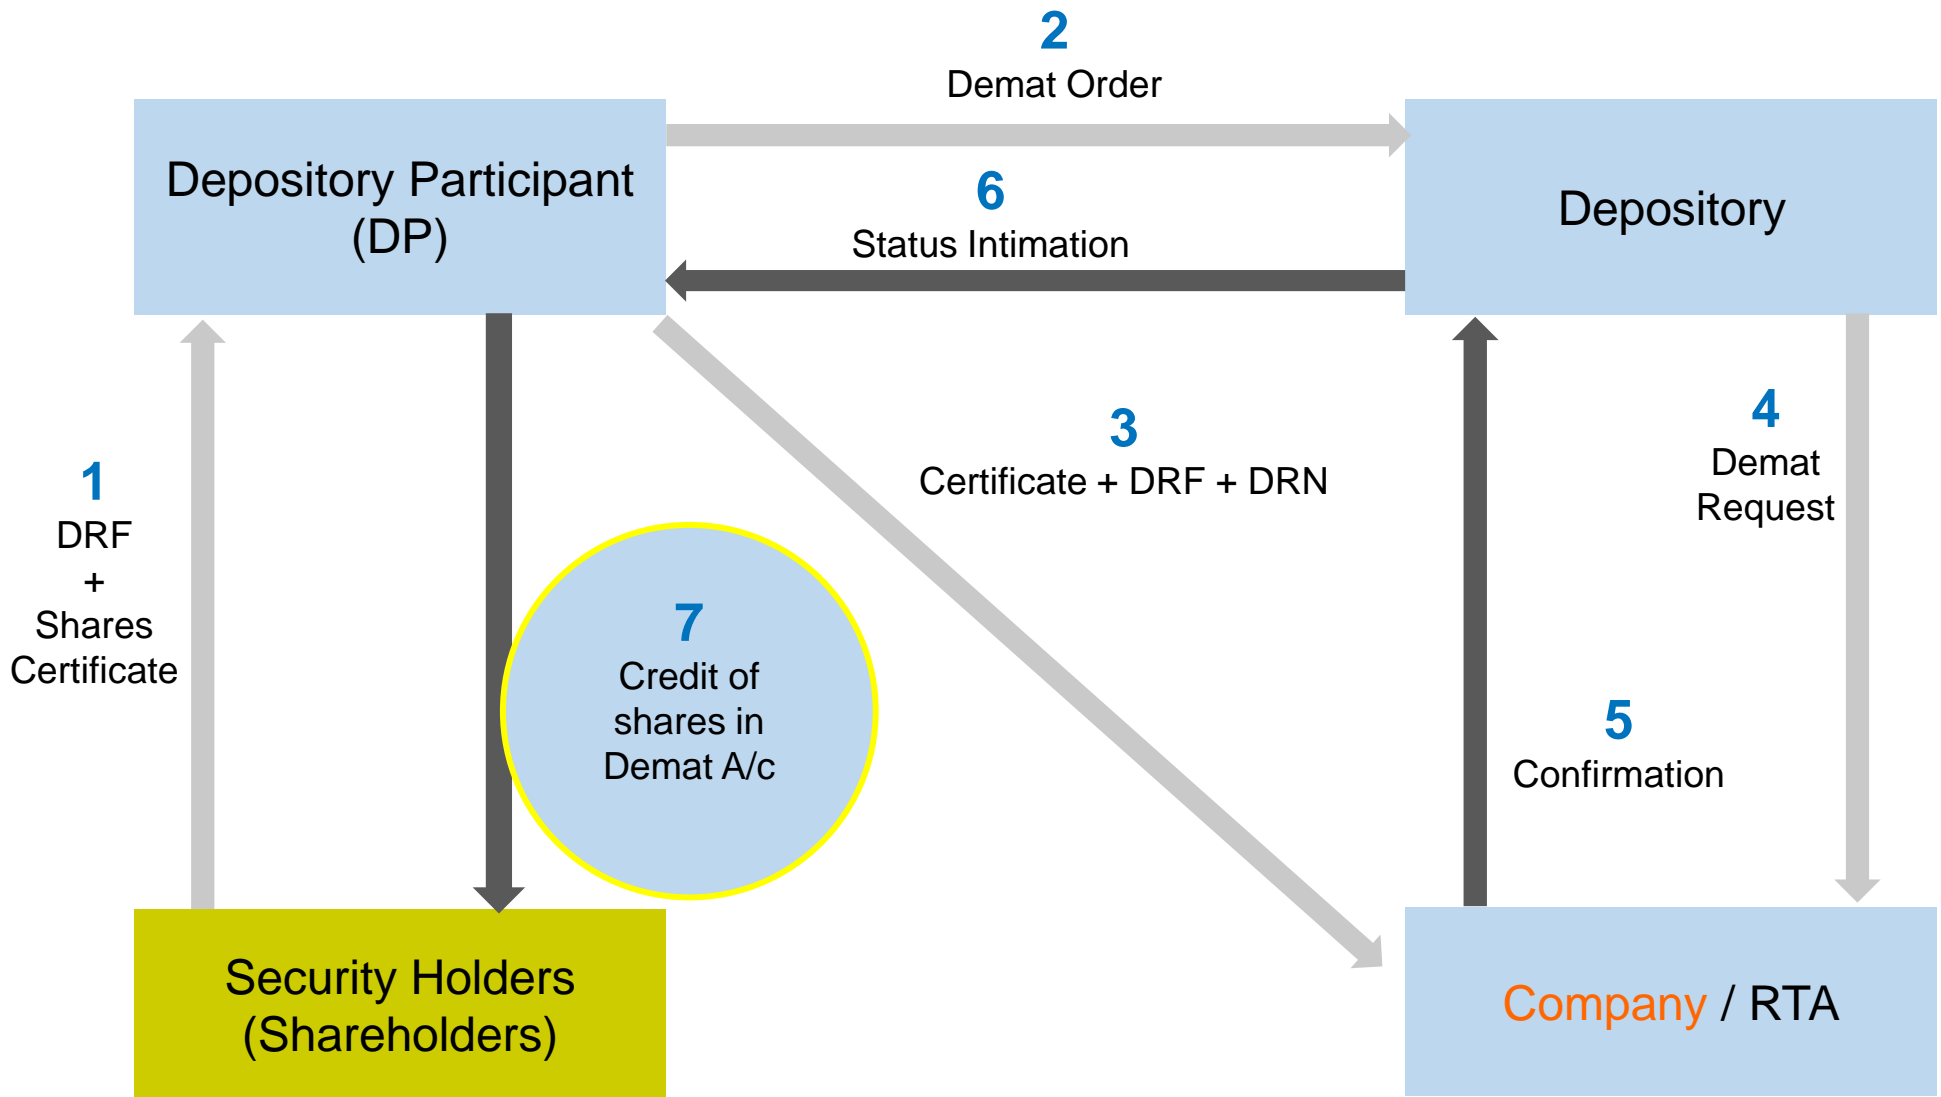 2
Demat Order
Depository Participant
(DP)
6
Status Intimation
Depository
1
DRF
+
Shares
Certificate
3
Certificate + DRF + DRN
4
Demat
Request
7
Credit of
shares in
Demat A/c
5
Confirmation
Security Holders
(Shareholders)
Company / RTA